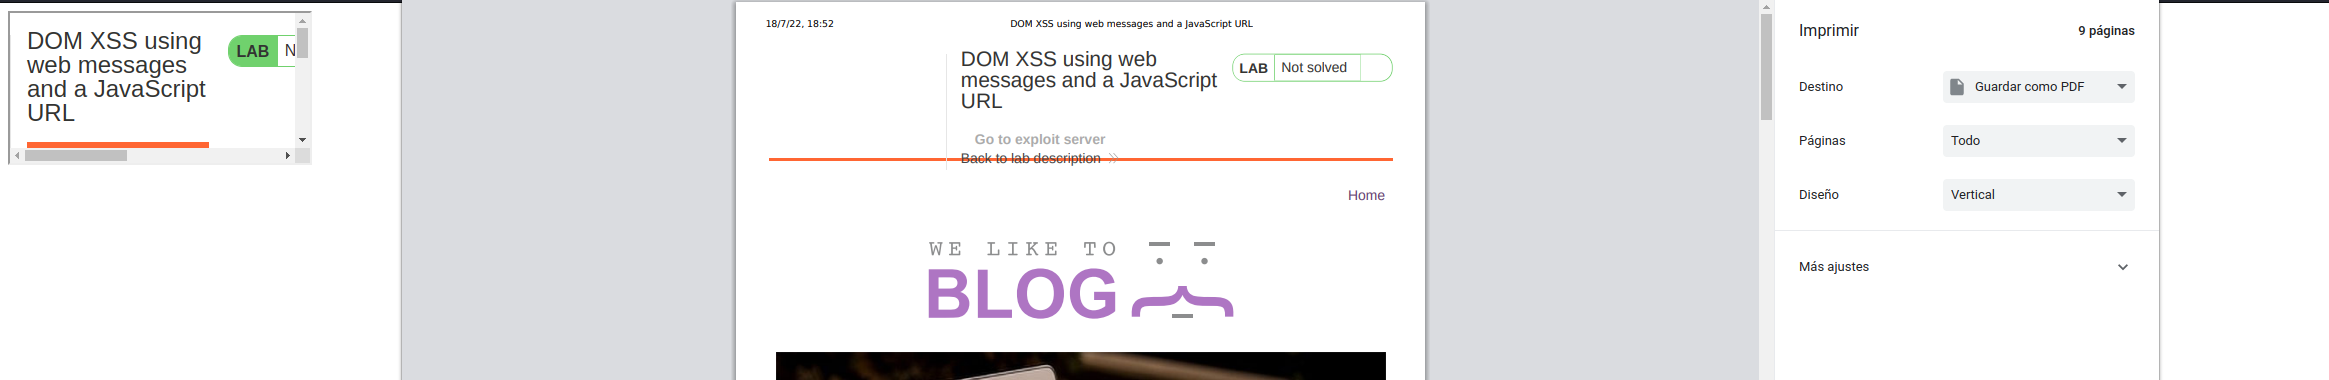 DOM XSS using
web messages
and a JavaScript
URL
LAB
N
18/7/22, 18:52
DOM XSS using web messages and a JavaScript URL
DOM XSS using web
messages and a JavaScript
URL
LAB
Not solved
Go to exploit server
Back to lab description
Home
WE LIKE TO
BLOG
Imprimir
9 páginas
Destino
Guardar como PDF
Páginas
Todo
Diseño
Vertical
Más ajustes